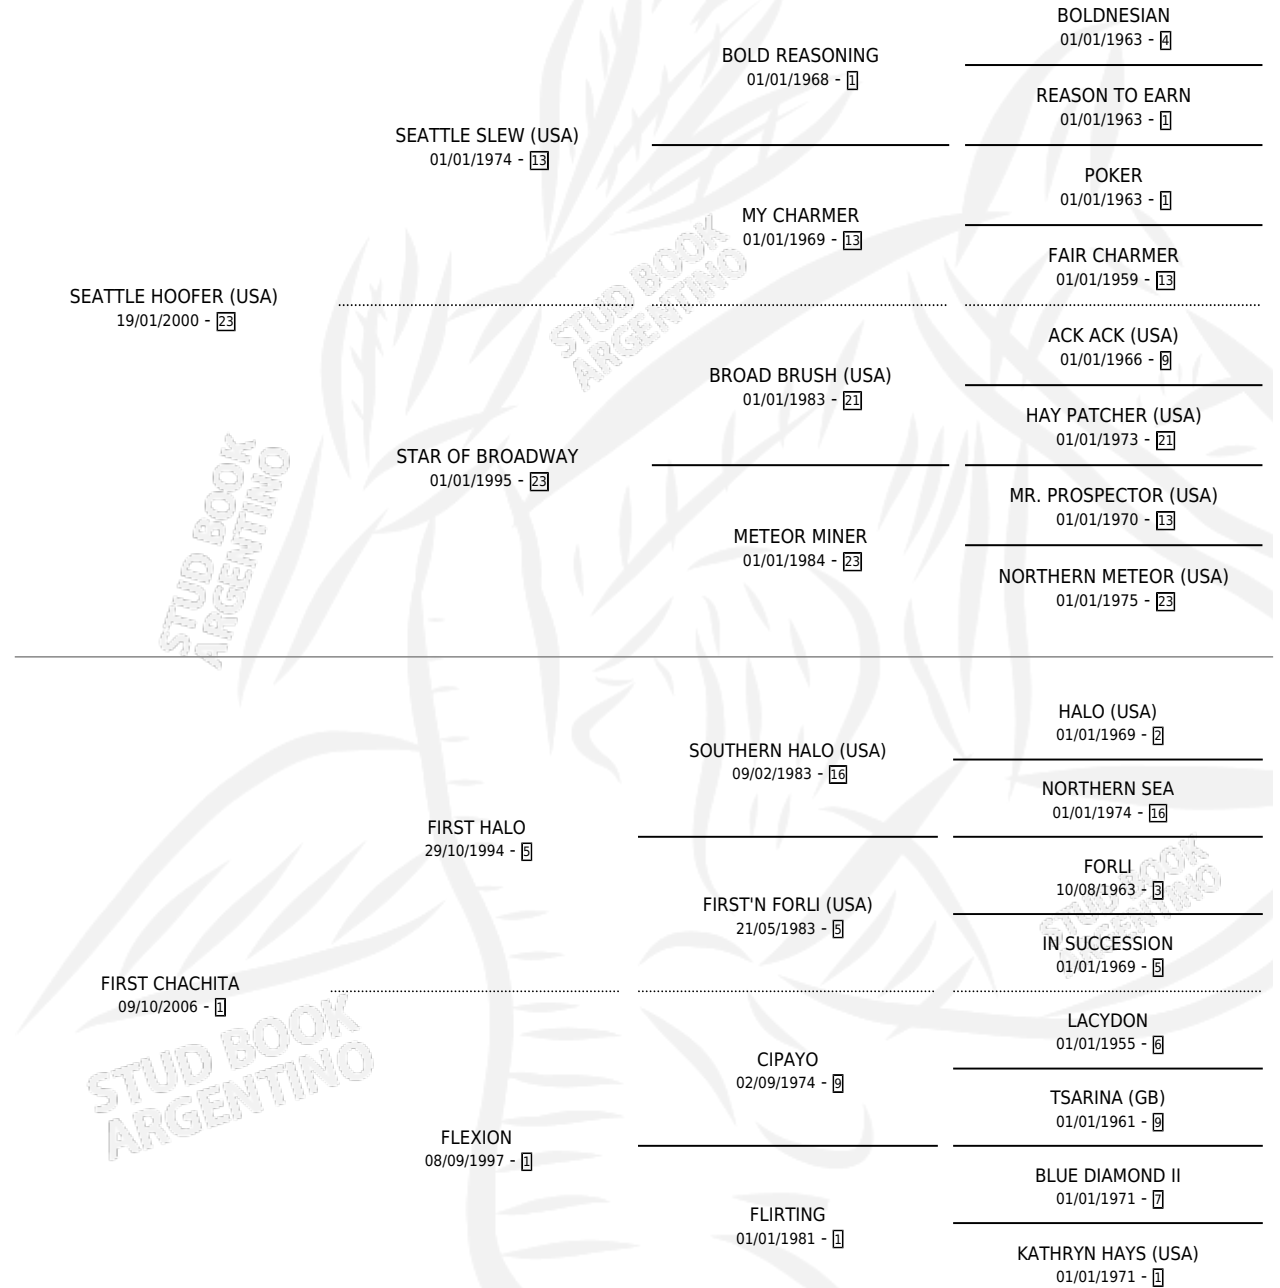 BOLDNESIAN
01/01/1963 - 4
BOLD REASONING
01/01/1968 - 1
REASON TO EARN
01/01/1963 - 1
SEATTLE SLEW (USA)
01/01/1974 - 13
POKER
01/01/1963 - 1
MY CHARMER
01/01/1969 - 13
FAIR CHARMER
01/01/1959 - 13
SEATTLE HOOFER (USA)
19/01/2000 - 23
STUD BOOK
ARGENTINO
ACK ACK (USA)
01/01/1966 - 9
BROAD BRUSH (USA)
01/01/1983 - 21
HAY PATCHER (USA)
01/01/1973 - 21
STAR OF BROADWAY
01/01/1995 - 23
MR. PROSPECTOR (USA)
01/01/1970 - 13
METEOR MINER
01/01/1984 - 23
NORTHERN METEOR (USA)
01/01/1975 - 23
STUD BOOK
ARGENTINO
HALO (USA)
01/01/1969 - 2
SOUTHERN HALO (USA)
09/02/1983 - 16
NORTHERN SEA
01/01/1974 - 16
FIRST HALO
29/10/1994 - 5
FORLI
10/08/1963 - 3
FIRST'N FORLI (USA)
21/05/1983 - 5
STUD BOOK
ARGENTINO
IN SUCCESSION
01/01/1969 - 5
FIRST CHACHITA
09/10/2006 - 1
STUD BOOK
ARGENTINO
LACYDON
01/01/1955 - 6
CIPAYO
02/09/1974 - 9
TSARINA (GB)
01/01/1961 - 9
FLEXION
08/09/1997 - 1
BLUE DIAMOND II
01/01/1971 - 7
FLIRTING
01/01/1981 - 1
KATHRYN HAYS (USA)
01/01/1971 - 1